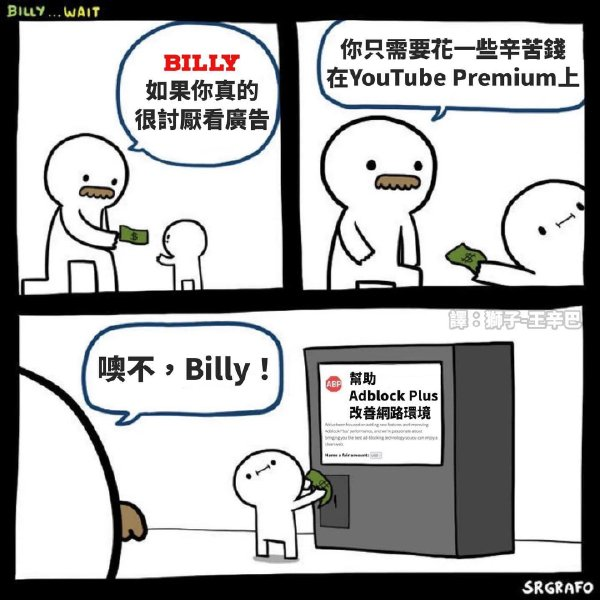 BILLY...WAIT
BILLY
如果你真的
很討厭看廣告
你只需要花一些辛苦錢
在YouTube Premium上
$
$
譯：獅子-王辛巴
噢不，Billy！
ABP
幫助
Adblock Plus
改善網路環境
SRGRAFO